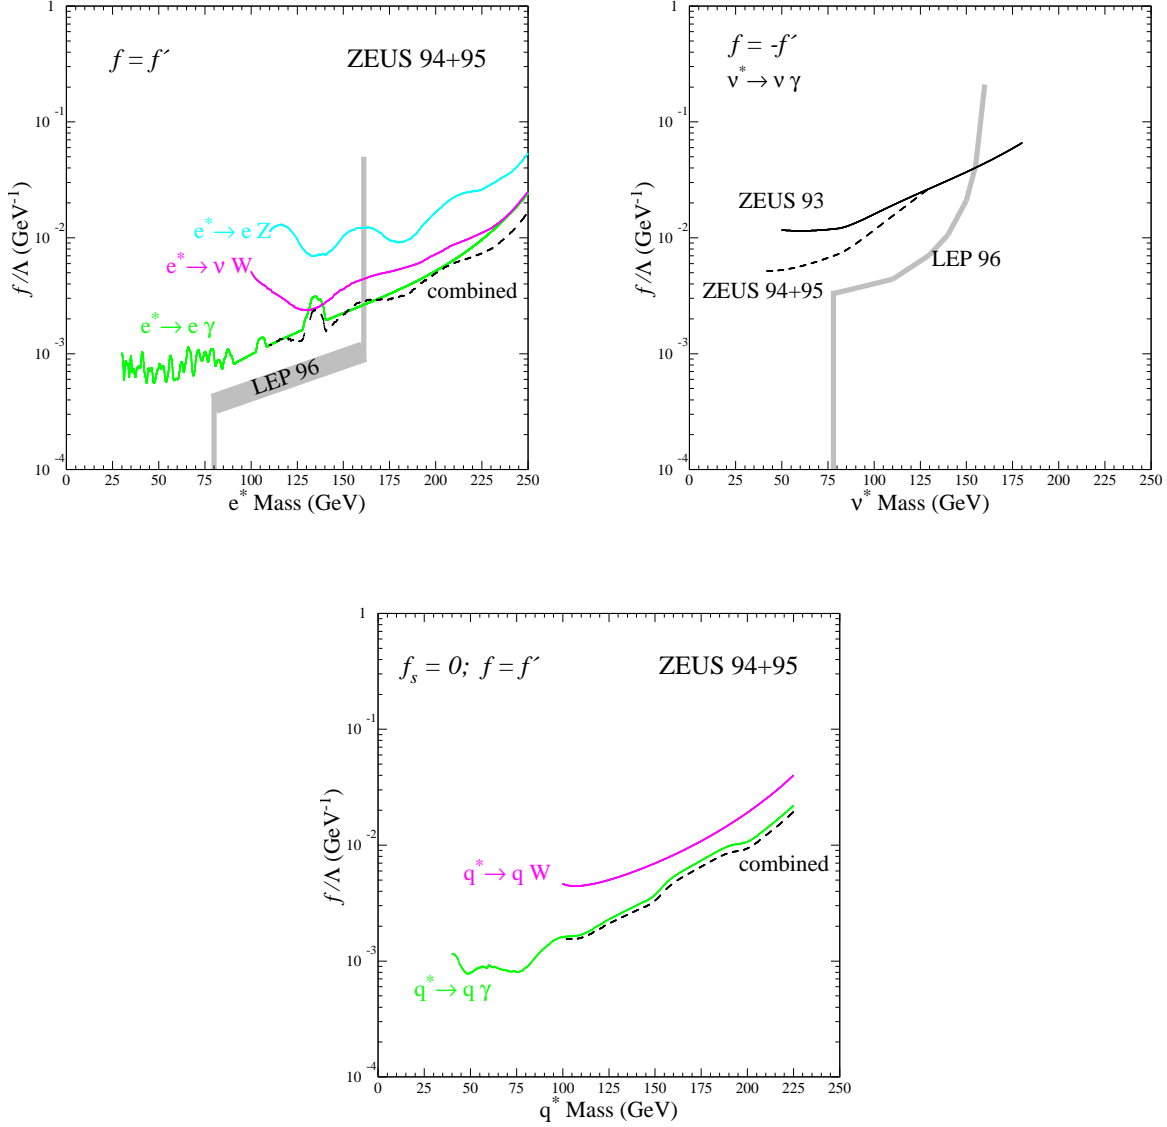 f = f´
ZEUS 94+95
e* → e Z
e* → ν W
e* → e γ
combined
LEP 96
f /Λ (GeV⁻¹)
1
10⁻¹
10⁻²
10⁻³
10⁻⁴
0 25 50 75 100 125 150 175 200 225 250
e* Mass (GeV)
f = -f´
ν* → ν γ
ZEUS 93
LEP 96
ZEUS 94+95
f /Λ (GeV⁻¹)
1
10⁻¹
10⁻²
10⁻³
10⁻⁴
0 25 50 75 100 125 150 175 200 225 250
ν* Mass (GeV)
fₛ = 0; f = f´
ZEUS 94+95
q* → q W
combined
q* → q γ
f /Λ (GeV⁻¹)
1
10⁻¹
10⁻²
10⁻³
10⁻⁴
0 25 50 75 100 125 150 175 200 225 250
q* Mass (GeV)